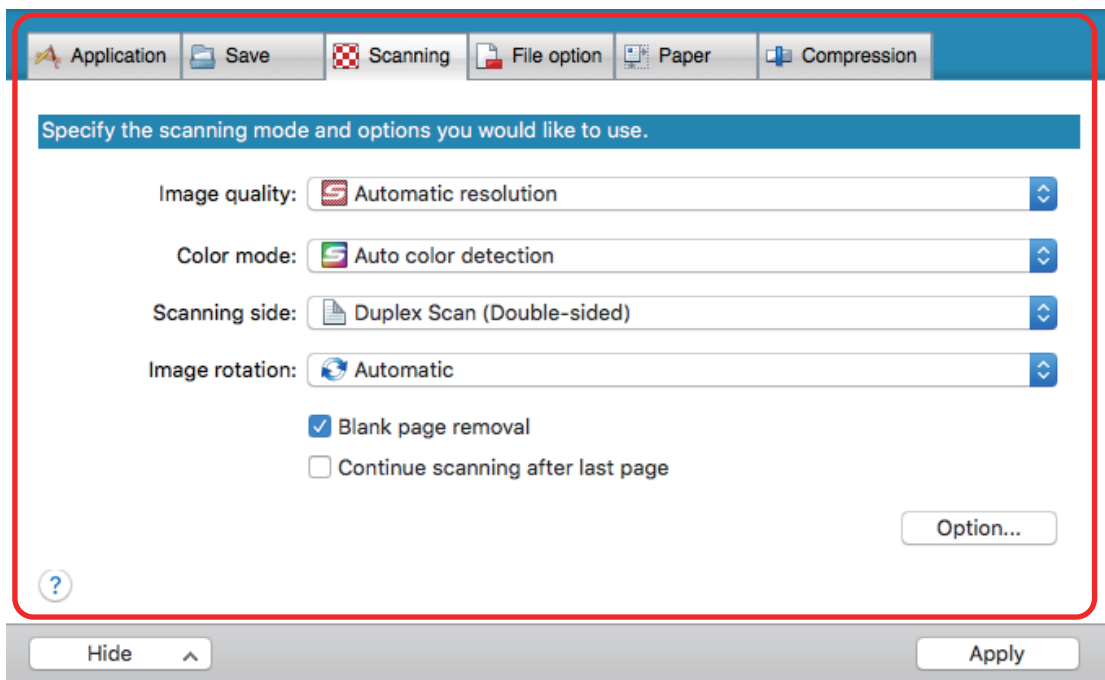 Application Save Scanning File option Paper Compression
Specify the scanning mode and options you would like to use.
Image quality: Automatic resolution
Color mode: Auto color detection
Scanning side: Duplex Scan (Double-sided)
Image rotation: Automatic
Blank page removal
Continue scanning after last page
Option...
?
Hide Apply